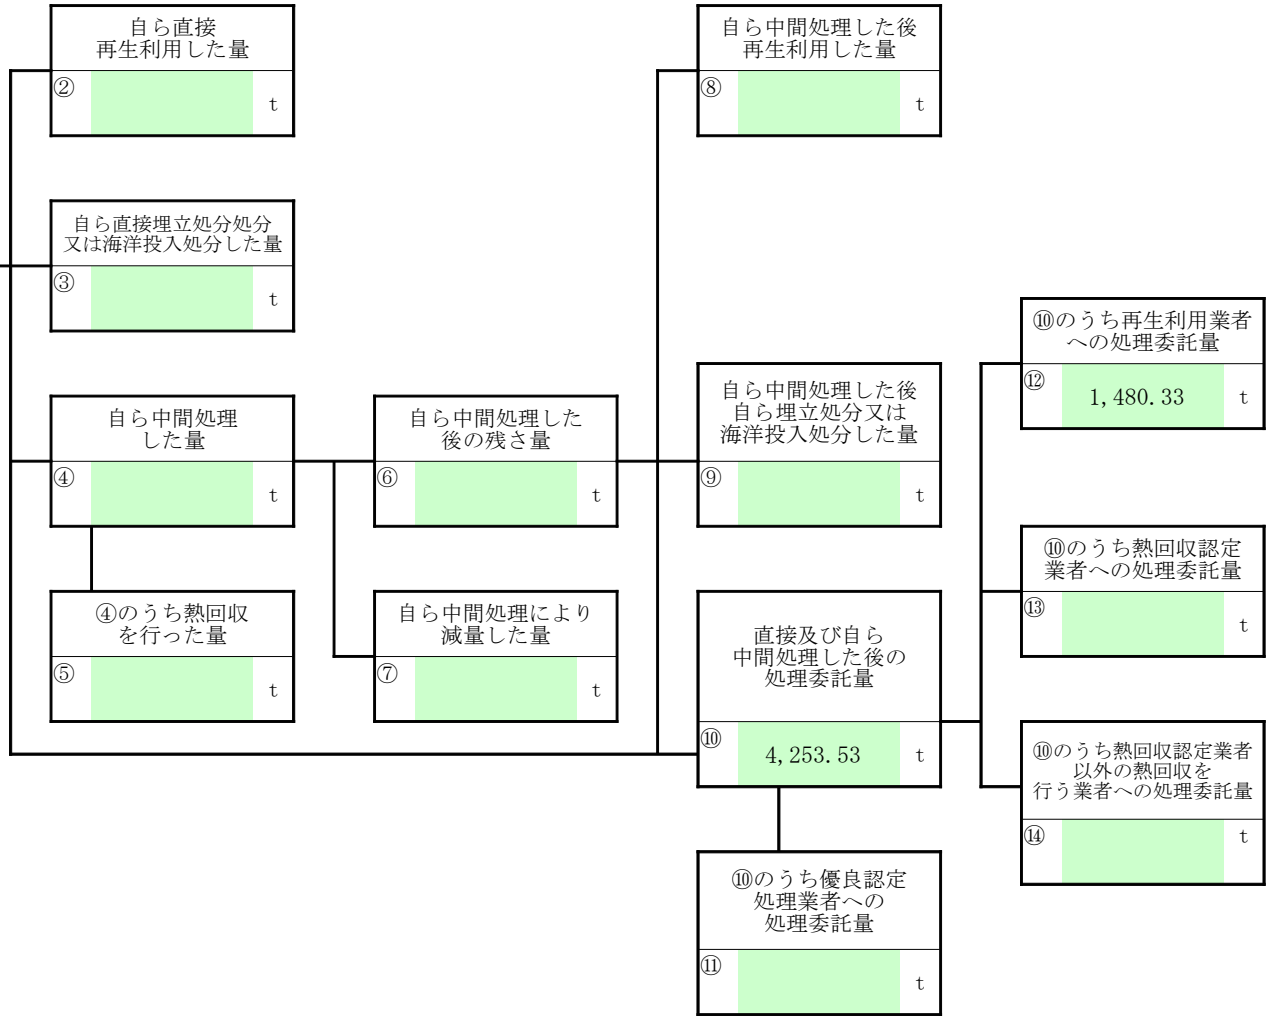 自ら直接
再生利用した量
②
t
自ら中間処理した後
再生利用した量
⑧
t
自ら直接埋立処分処分
又は海洋投入処分した量
③
t
⑩のうち再生利用業者
への処理委託量
⑫
1,480.33
t
自ら中間処理
した量
④
t
自ら中間処理した
後の残さ量
⑥
t
自ら中間処理した後
自ら埋立処分又は
海洋投入処分した量
⑨
t
⑩のうち熱回収認定
業者への処理委託量
⑬
t
④のうち熱回収
を行った量
⑤
t
自ら中間処理により
減量した量
⑦
t
直接及び自ら
中間処理した後の
処理委託量
⑩
4,253.53
t
⑩のうち熱回収認定業者
以外の熱回収を
行う業者への処理委託量
⑭
t
⑩のうち優良認定
処理業者への
処理委託量
⑪
t